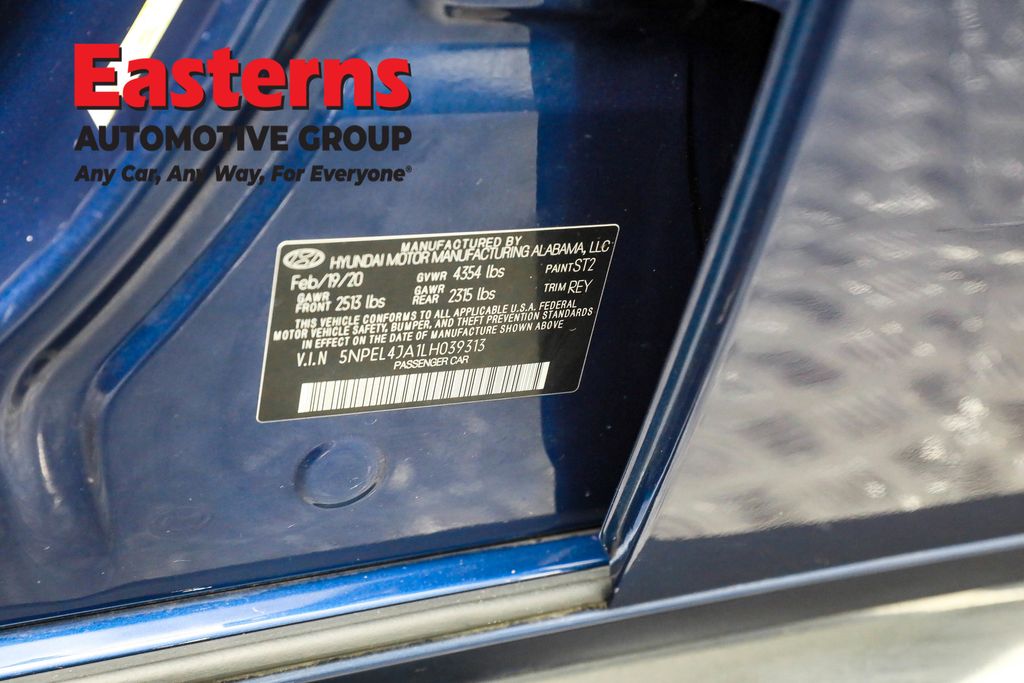 Easterns
AUTOMOTIVE GROUP
Any Car, Any Way, For Everyone®
MANUFACTURED BY
HYUNDAI MOTOR MANUFACTURING ALABAMA, LLC
Feb/19/20 GVWR 4354 lbs PAINT ST2
GAWR FRONT 2513 lbs GAWR REAR 2315 lbs TRIM REY
THIS VEHICLE CONFORMS TO ALL APPLICABLE U.S.A. FEDERAL
MOTOR VEHICLE SAFETY, BUMPER, AND THEFT PREVENTION STANDARDS
IN EFFECT ON THE DATE OF MANUFACTURE SHOWN ABOVE
V.I.N 5NPEL4JA1LH039313
PASSENGER CAR